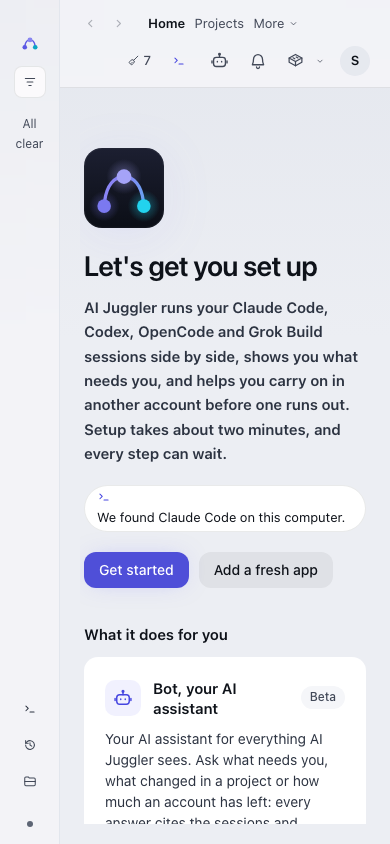 Home Projects More
7
S
All
clear
Let's get you set up
AI Juggler runs your Claude Code,
Codex, OpenCode and Grok Build
sessions side by side, shows you what
needs you, and helps you carry on in
another account before one runs out.
Setup takes about two minutes, and
every step can wait.
We found Claude Code on this computer.
Get started
Add a fresh app
What it does for you
Bot, your AI
assistant
Beta
Your AI assistant for everything AI
Juggler sees. Ask what needs you,
what changed in a project or how
much an account has left: every
answer cites the sessions and